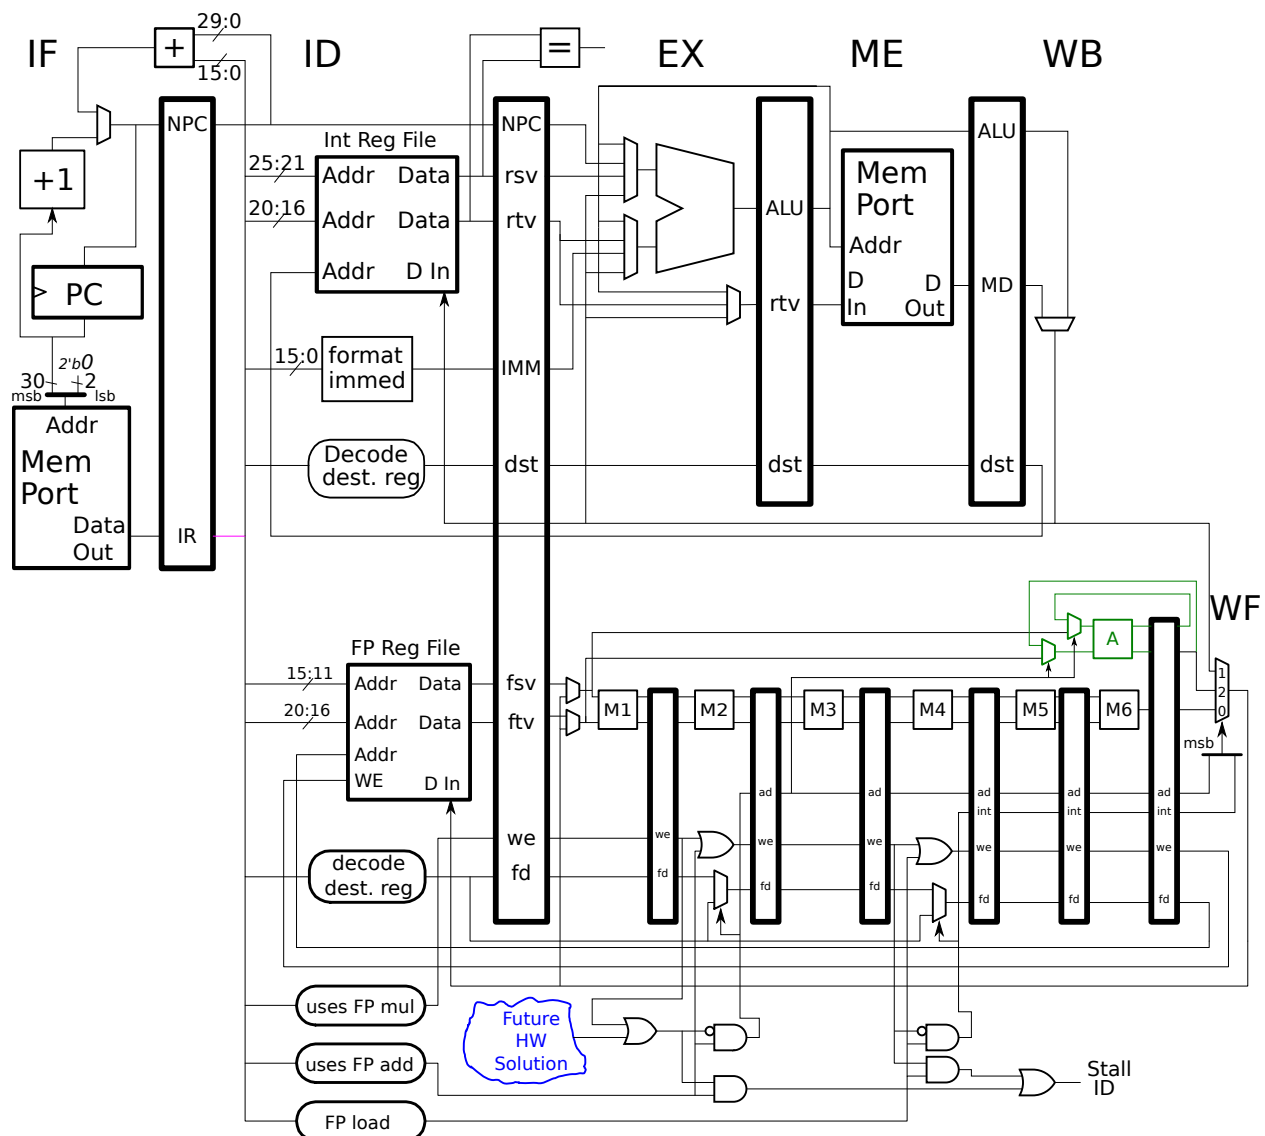 IF
ID
EX
ME
WB
29:0
15:0
+
=
NPC
+1
PC
30
2'b0
2
msb
lsb
Addr
Mem
Port
Data
Out
IR
Int Reg File
25:21
Addr
Data
20:16
Addr
Data
Addr
D In
15:0
format
immed
Decode
dest. reg
NPC
rsv
rtv
IMM
dst
ALU
rtv
dst
Mem
Port
Addr
D
In
D
Out
ALU
MD
dst
WF
FP Reg File
15:11
Addr
Data
20:16
Addr
Data
Addr
WE
D In
decode
dest. reg
fsv
ftv
we
fd
M1
M2
M3
M4
M5
M6
A
we
fd
ad
we
fd
we
fd
ad
int
we
fd
ad
int
we
fd
ad
int
we
fd
1
2
0
msb
uses FP mul
uses FP add
FP load
Future
HW
Solution
Stall
ID